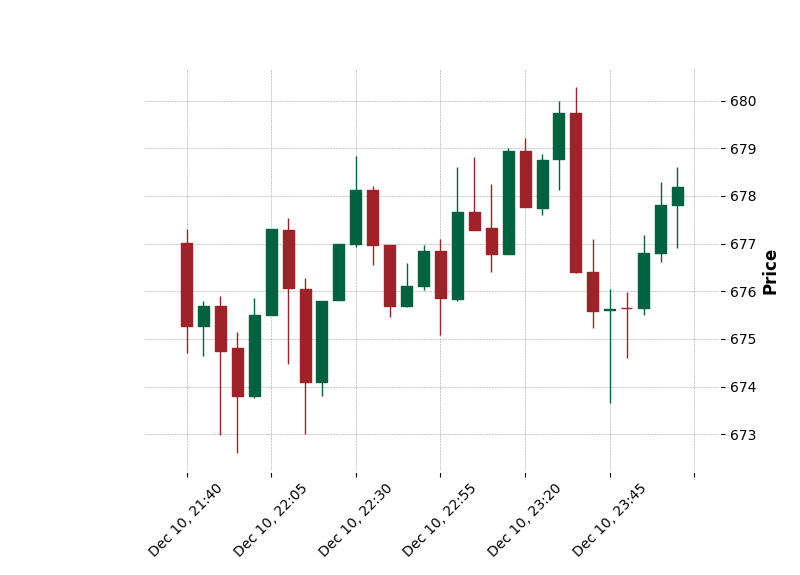 680
679
678
677
676
675
674
673
Price
Dec 10, 21:40
Dec 10, 22:05
Dec 10, 22:30
Dec 10, 22:55
Dec 10, 23:20
Dec 10, 23:45